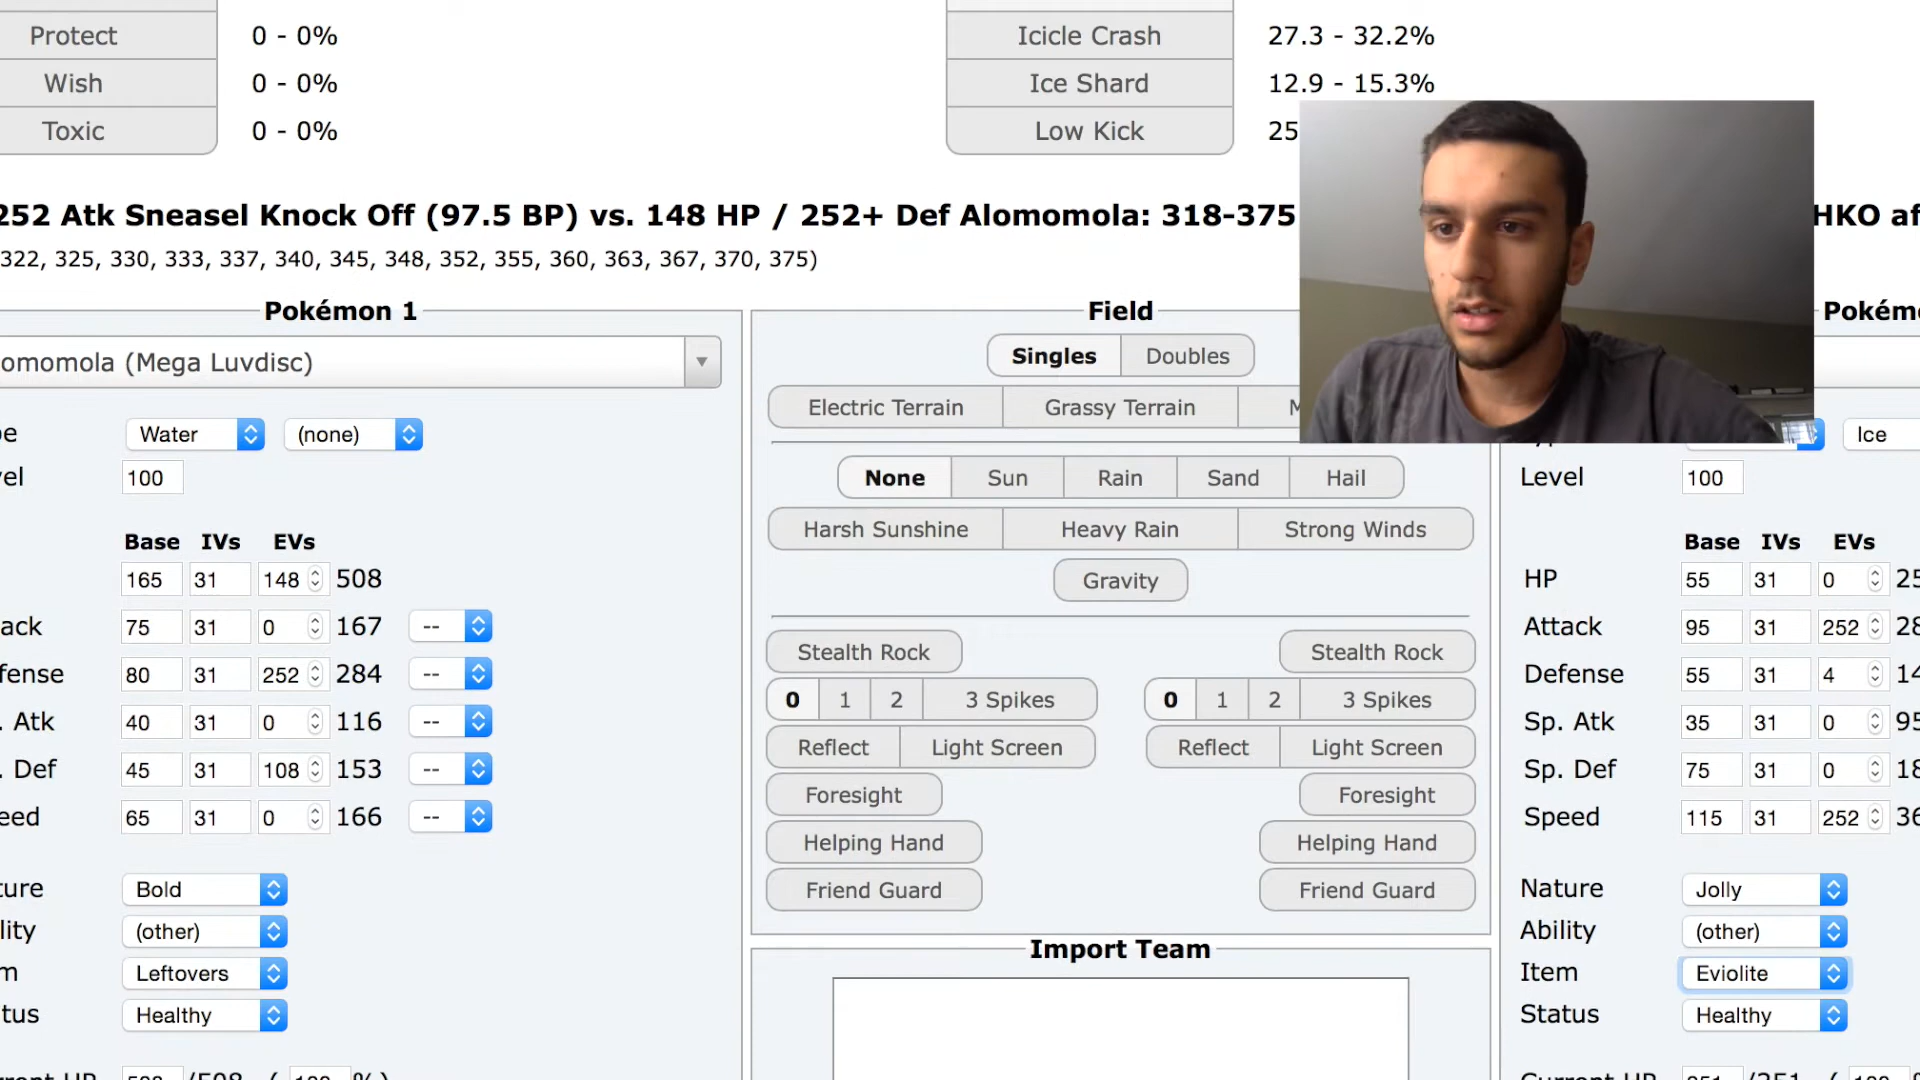 Protect 0 - 0% Icicle Crash 27.3 - 32.2%
Wish 0 - 0% Ice Shard 12.9 - 15.3%
Toxic 0 - 0% Low Kick 25
252 Atk Sneasel Knock Off (97.5 BP) vs. 148 HP / 252+ Def Alomomola: 318-375 HKO af
322, 325, 330, 333, 337, 340, 345, 348, 352, 355, 360, 363, 367, 370, 375)
Pokémon 1 Field Pokém
omomola (Mega Luvdisc) Singles Doubles
Electric Terrain Grassy Terrain M
pe Water (none) Ice
vel 100 None Sun Rain Sand Hail Level 100
Harsh Sunshine Heavy Rain Strong Winds
Base IVs EVs Base IVs EVs
165 31 148 508 Gravity HP 55 31 0 25
ack 75 31 0 167 -- Attack 95 31 252 28
Stealth Rock Stealth Rock
fense 80 31 252 284 -- Defense 55 31 4 14
0 1 2 3 Spikes 0 1 2 3 Spikes
. Atk 40 31 0 116 -- Sp. Atk 35 31 0 95
Reflect Light Screen Reflect Light Screen
. Def 45 31 108 153 -- Sp. Def 75 31 0 18
Foresight Foresight
eed 65 31 0 166 -- Speed 115 31 252 36
Helping Hand Helping Hand
ture Bold Friend Guard Friend Guard Nature Jolly
lity (other) Ability (other)
Import Team
m Leftovers Item Eviolite
tus Healthy Status Healthy